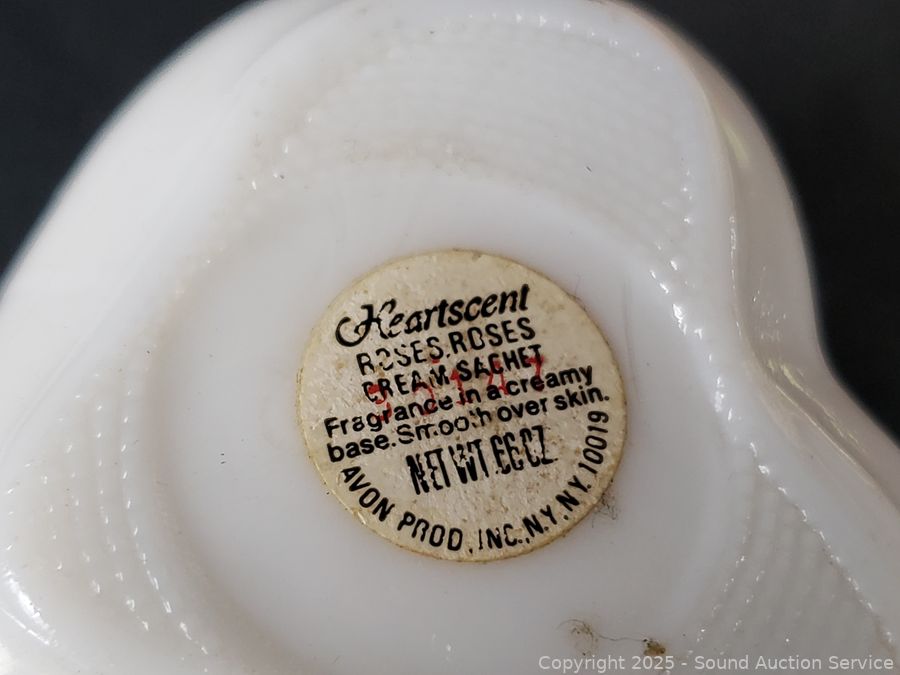 Heartscent
ROSES, ROSES
CREAM SACHET
Fragrance in a creamy
base. Smooth over skin.
NET WT. 66 OZ.
AVON PROD., INC., N.Y., N.Y. 10019
Copyright 2025 - Sound Auction Service